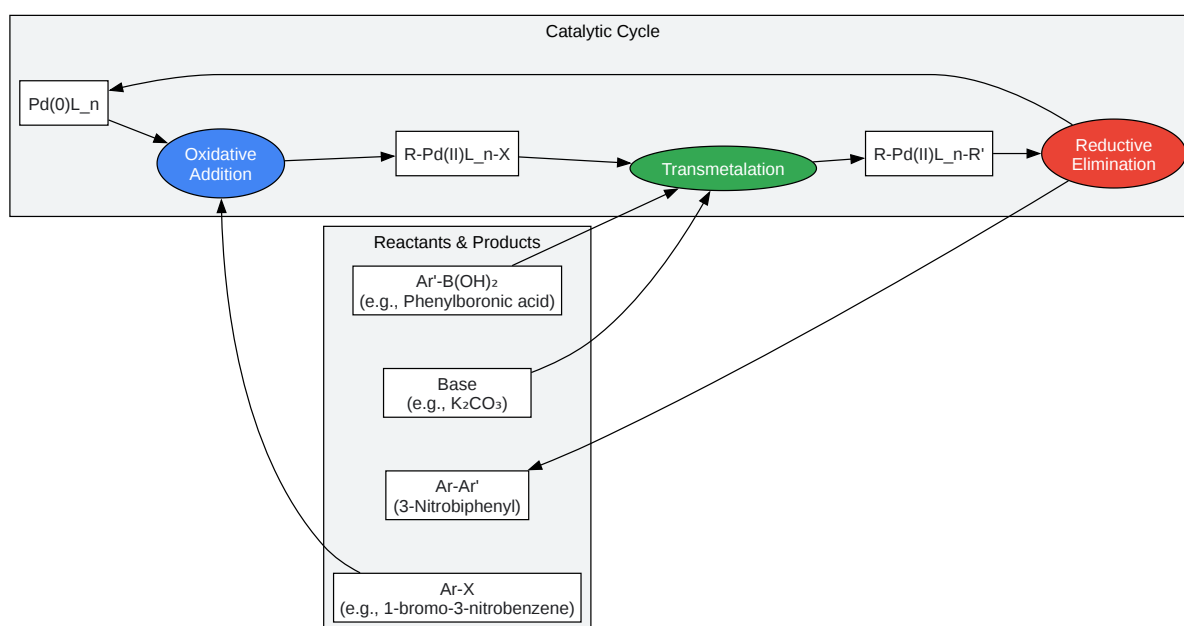 Catalytic Cycle
Pd(0)L_n
Oxidative
Addition
R-Pd(II)L_n-X
Transmetalation
R-Pd(II)L_n-R'
Reductive
Elimination
Reactants & Products
Ar'-B(OH)₂
(e.g., Phenylboronic acid)
Base
(e.g., K₂CO₃)
Ar-Ar'
(3-Nitrobiphenyl)
Ar-X
(e.g., 1-bromo-3-nitrobenzene)